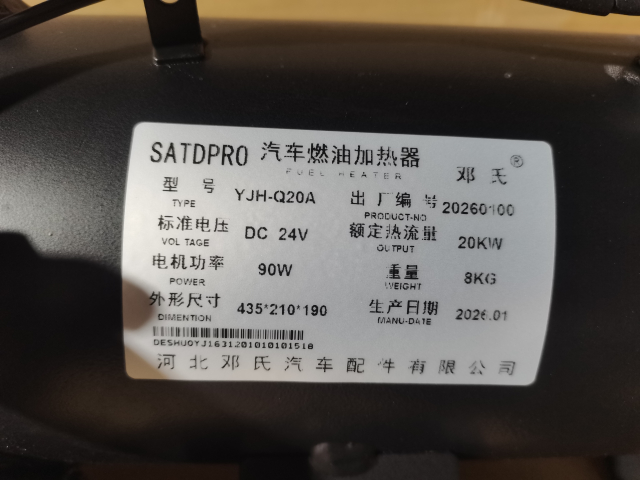 SATDPRO 汽车燃油加热器 邓氏®
FUEL HEATER
型号 YJH-Q20A 出厂编号 20260100
TYPE PRODUCT-NO
标准电压 DC 24V 额定热流量 20KW
VOLTAGE OUTPUT
电机功率 90W 重量 8KG
POWER WEIGHT
外形尺寸 435*210*190 生产日期 2026.01
DIMENTION MANU-DATE
DESHUOYJ1631201010101518
河北邓氏汽车配件有限公司